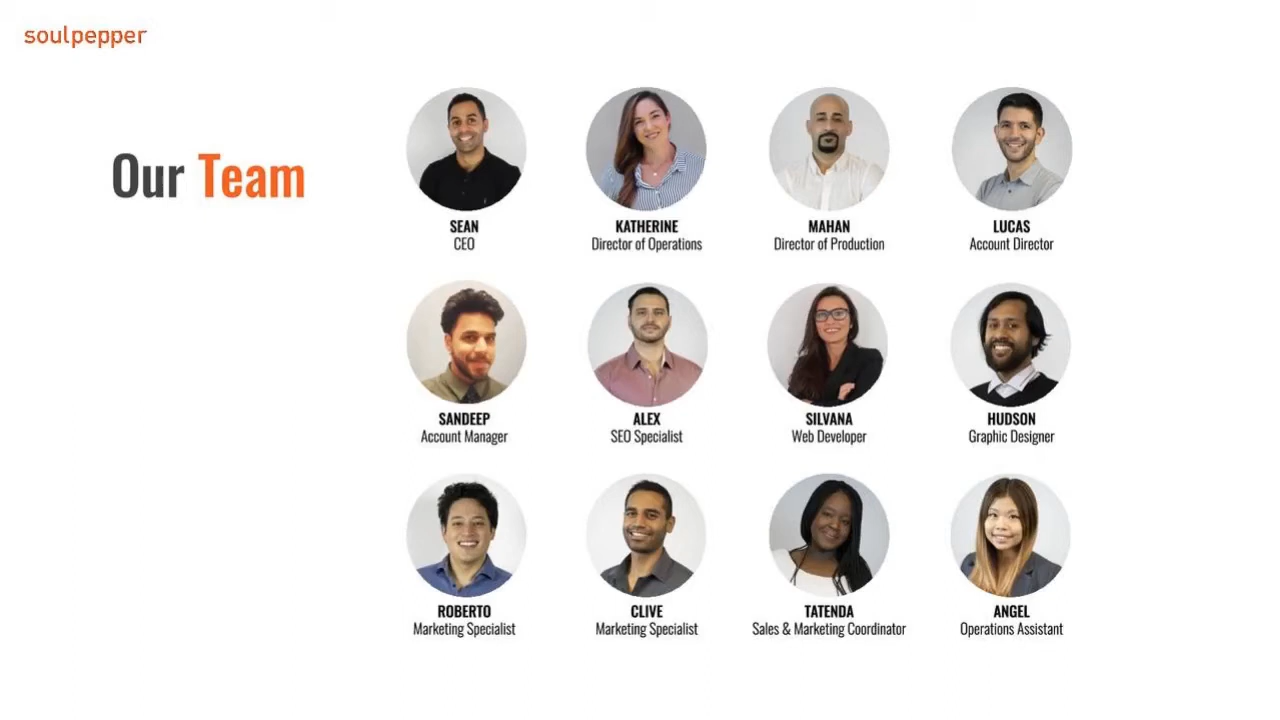 soulpepper
Our Team
SEAN
CEO
KATHERINE
Director of Operations
MAHAN
Director of Production
LUCAS
Account Director
SANDEEP
Account Manager
ALEX
SEO Specialist
SILVANA
Web Developer
HUDSON
Graphic Designer
ROBERTO
Marketing Specialist
CLIVE
Marketing Specialist
TATENDA
Sales & Marketing Coordinator
ANGEL
Operations Assistant